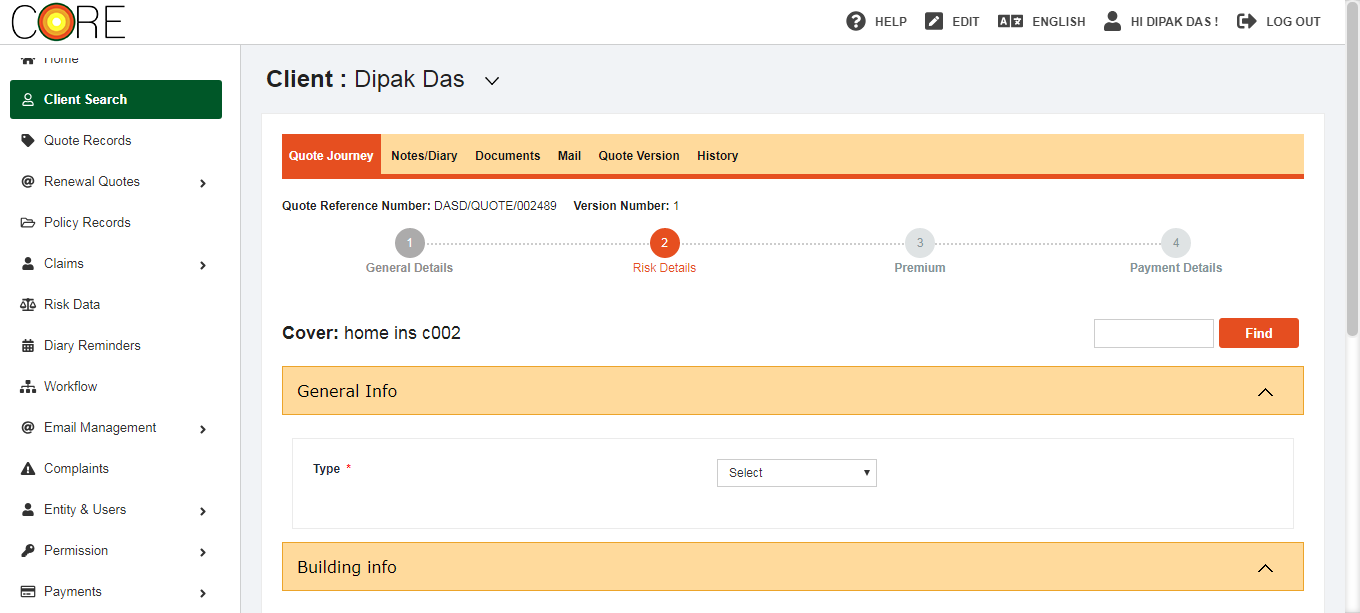 CORE
HELP
EDIT
ENGLISH
HI DIPAK DAS !
LOG OUT
Home
Client Search
Quote Records
Renewal Quotes
Policy Records
Claims
Risk Data
Diary Reminders
Workflow
Email Management
Complaints
Entity & Users
Permission
Payments
Client : Dipak Das
Quote Journey Notes/Diary Documents Mail Quote Version History
Quote Reference Number: DASD/QUOTE/002489 Version Number: 1
1 2 3 4
General Details Risk Details Premium Payment Details
Cover: home ins c002
Find
General Info
Type *
Select
Building info